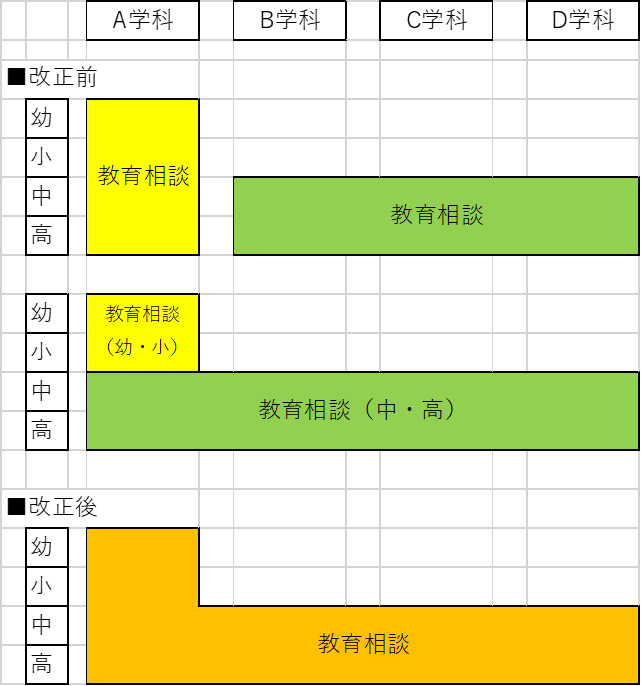 A学科 B学科 C学科 D学科
■改正前
幼
小
中
高
教育相談
教育相談
幼
小
中
高
教育相談
（幼・小）
教育相談（中・高）
■改正後
幼
小
中
高
教育相談